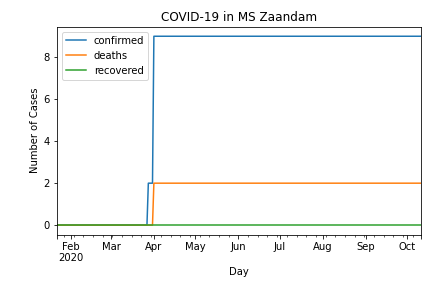 COVID-19 in MS Zaandam
confirmed
deaths
recovered
Number of Cases
8
6
4
2
0
Feb Mar Apr May Jun Jul Aug Sep Oct
2020
Day